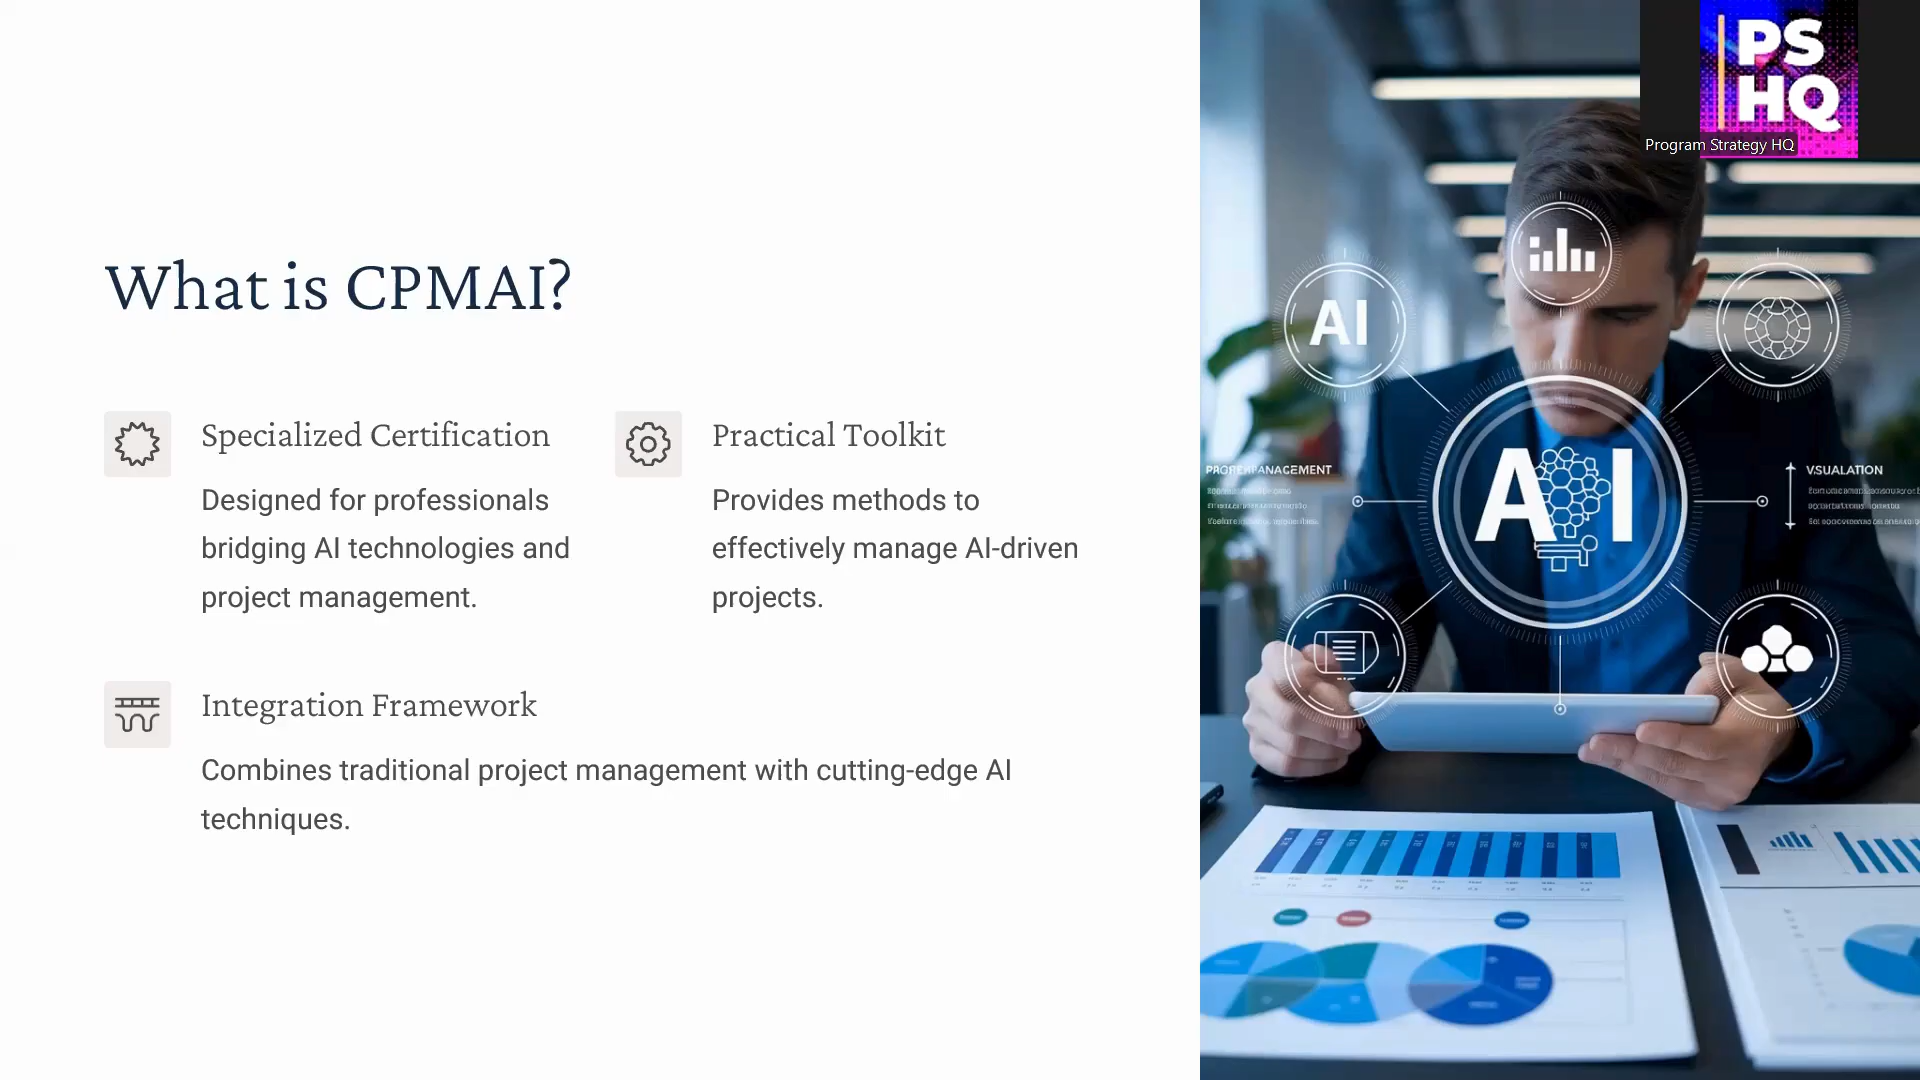 What is CPMAI?
Specialized Certification
Designed for professionals
bridging AI technologies and
project management.
Practical Toolkit
Provides methods to
effectively manage AI-driven
projects.
Integration Framework
Combines traditional project management with cutting-edge AI
techniques.
PS
HQ
Program Strategy HQ
AI
AI
VSUALATION